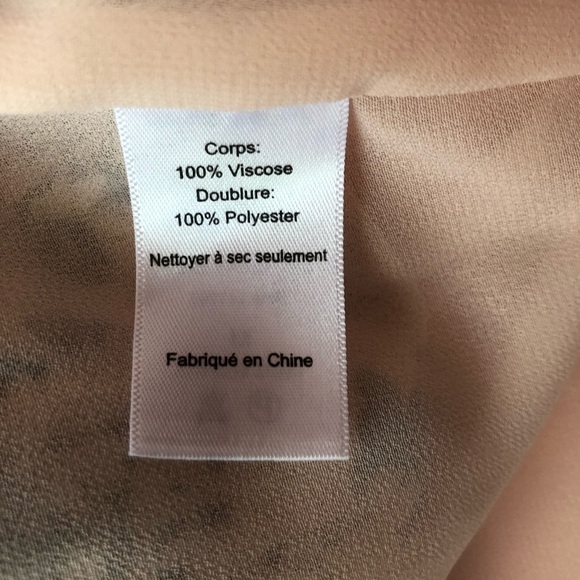 Corps:
100% Viscose
Doublure:
100% Polyester
Nettoyer à sec seulement
Fabriqué en Chine